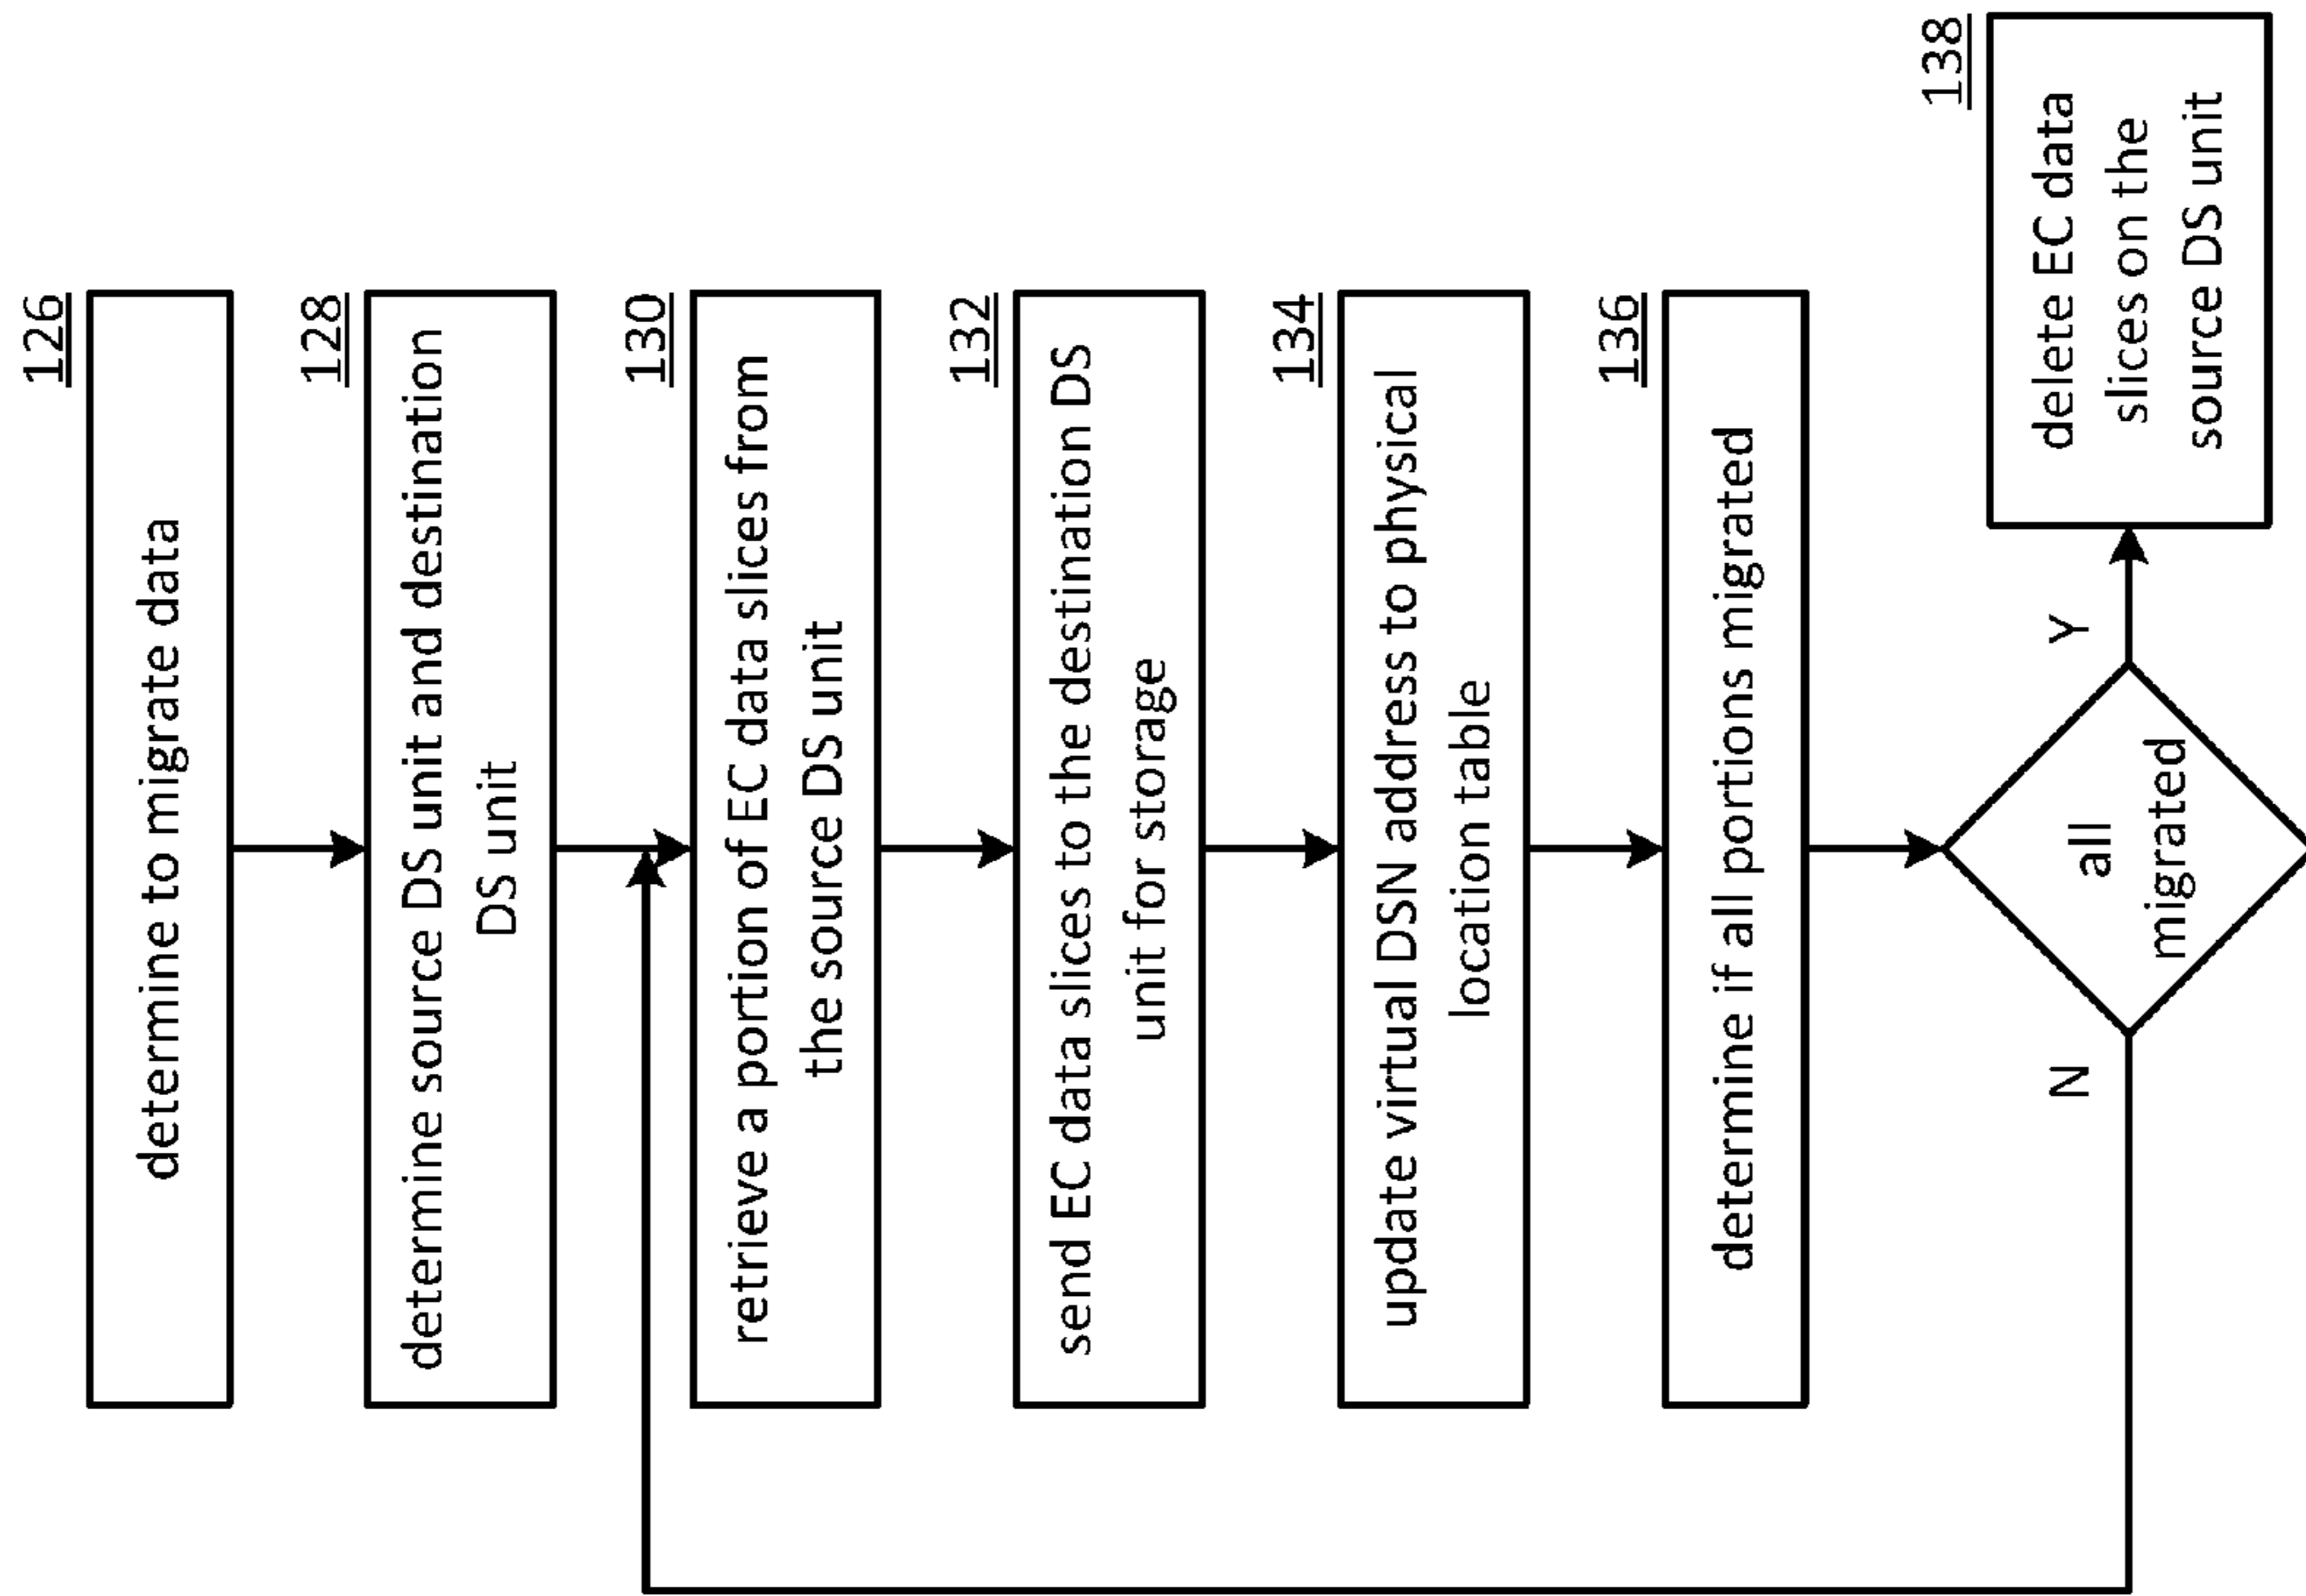 126
determine to migrate data
128
determine source DS unit and destination
DS unit
130
retrieve a portion of EC data slices from
the source DS unit
132
send EC data slices to the destination DS
unit for storage
134
update virtual DSN address to physical
location table
136
determine if all portions migrated
all
migrated
N
Y
138
delete EC data
slices on the
source DS unit